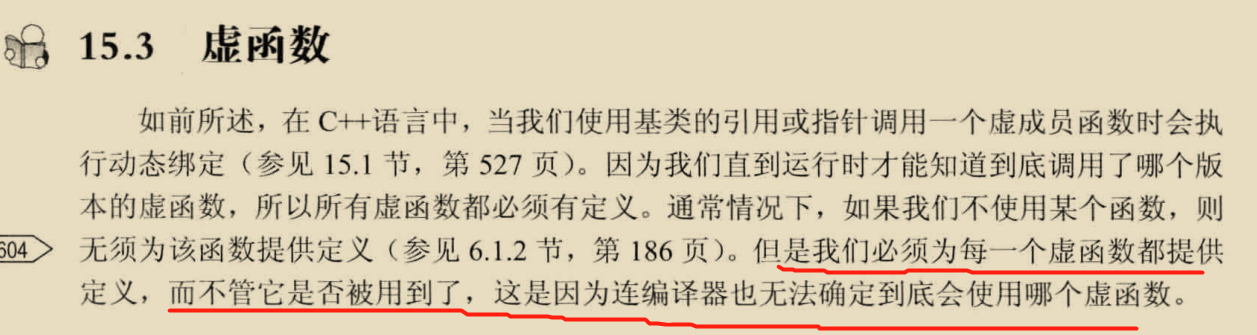 15.3 虚函数
如前所述，在 C++语言中，当我们使用基类的引用或指针调用一个虚成员函数时会执
行动态绑定（参见 15.1 节，第 527 页）。因为我们直到运行时才能知道到底调用了哪个版
本的虚函数，所以所有虚函数都必须有定义。通常情况下，如果我们不使用某个函数，则
604 无须为该函数提供定义（参见 6.1.2 节，第 186 页）。但是我们必须为每一个虚函数都提供
定义，而不管它是否被用到了，这是因为连编译器也无法确定到底会使用哪个虚函数。